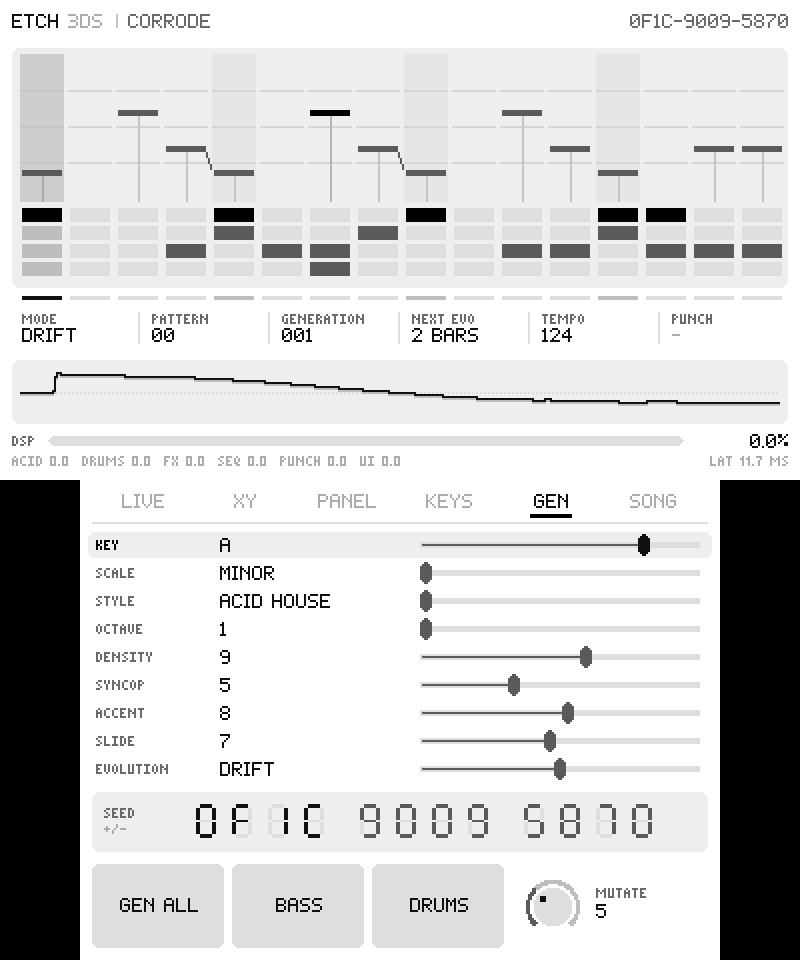 ETCH 3DS | CORRODE 0F1C-9009-5870
MODE PATTERN GENERATION NEXT EVO TEMPO PUNCH
DRIFT 00 001 2 BARS 124 -
DSP 0.0%
ACID 0.0 DRUMS 0.0 FX 0.0 SEQ 0.0 PUNCH 0.0 UI 0.0 LAT 11.7 MS
LIVE XY PANEL KEYS GEN SONG
KEY A
SCALE MINOR
STYLE ACID HOUSE
OCTAVE 1
DENSITY 9
SYNCOP 5
ACCENT 8
SLIDE 7
EVOLUTION DRIFT
SEED 0F1C 9009 5870
+/-
GEN ALL BASS DRUMS MUTATE
5